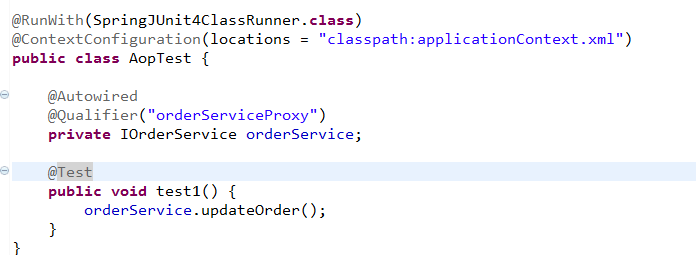 @RunWith(SpringJUnit4ClassRunner.class)
@ContextConfiguration(locations = "classpath:applicationContext.xml")
public class AopTest {
@Autowired
@Qualifier("orderServiceProxy")
private IOrderService orderService;
@Test
public void test1() {
orderService.updateOrder();
}
}